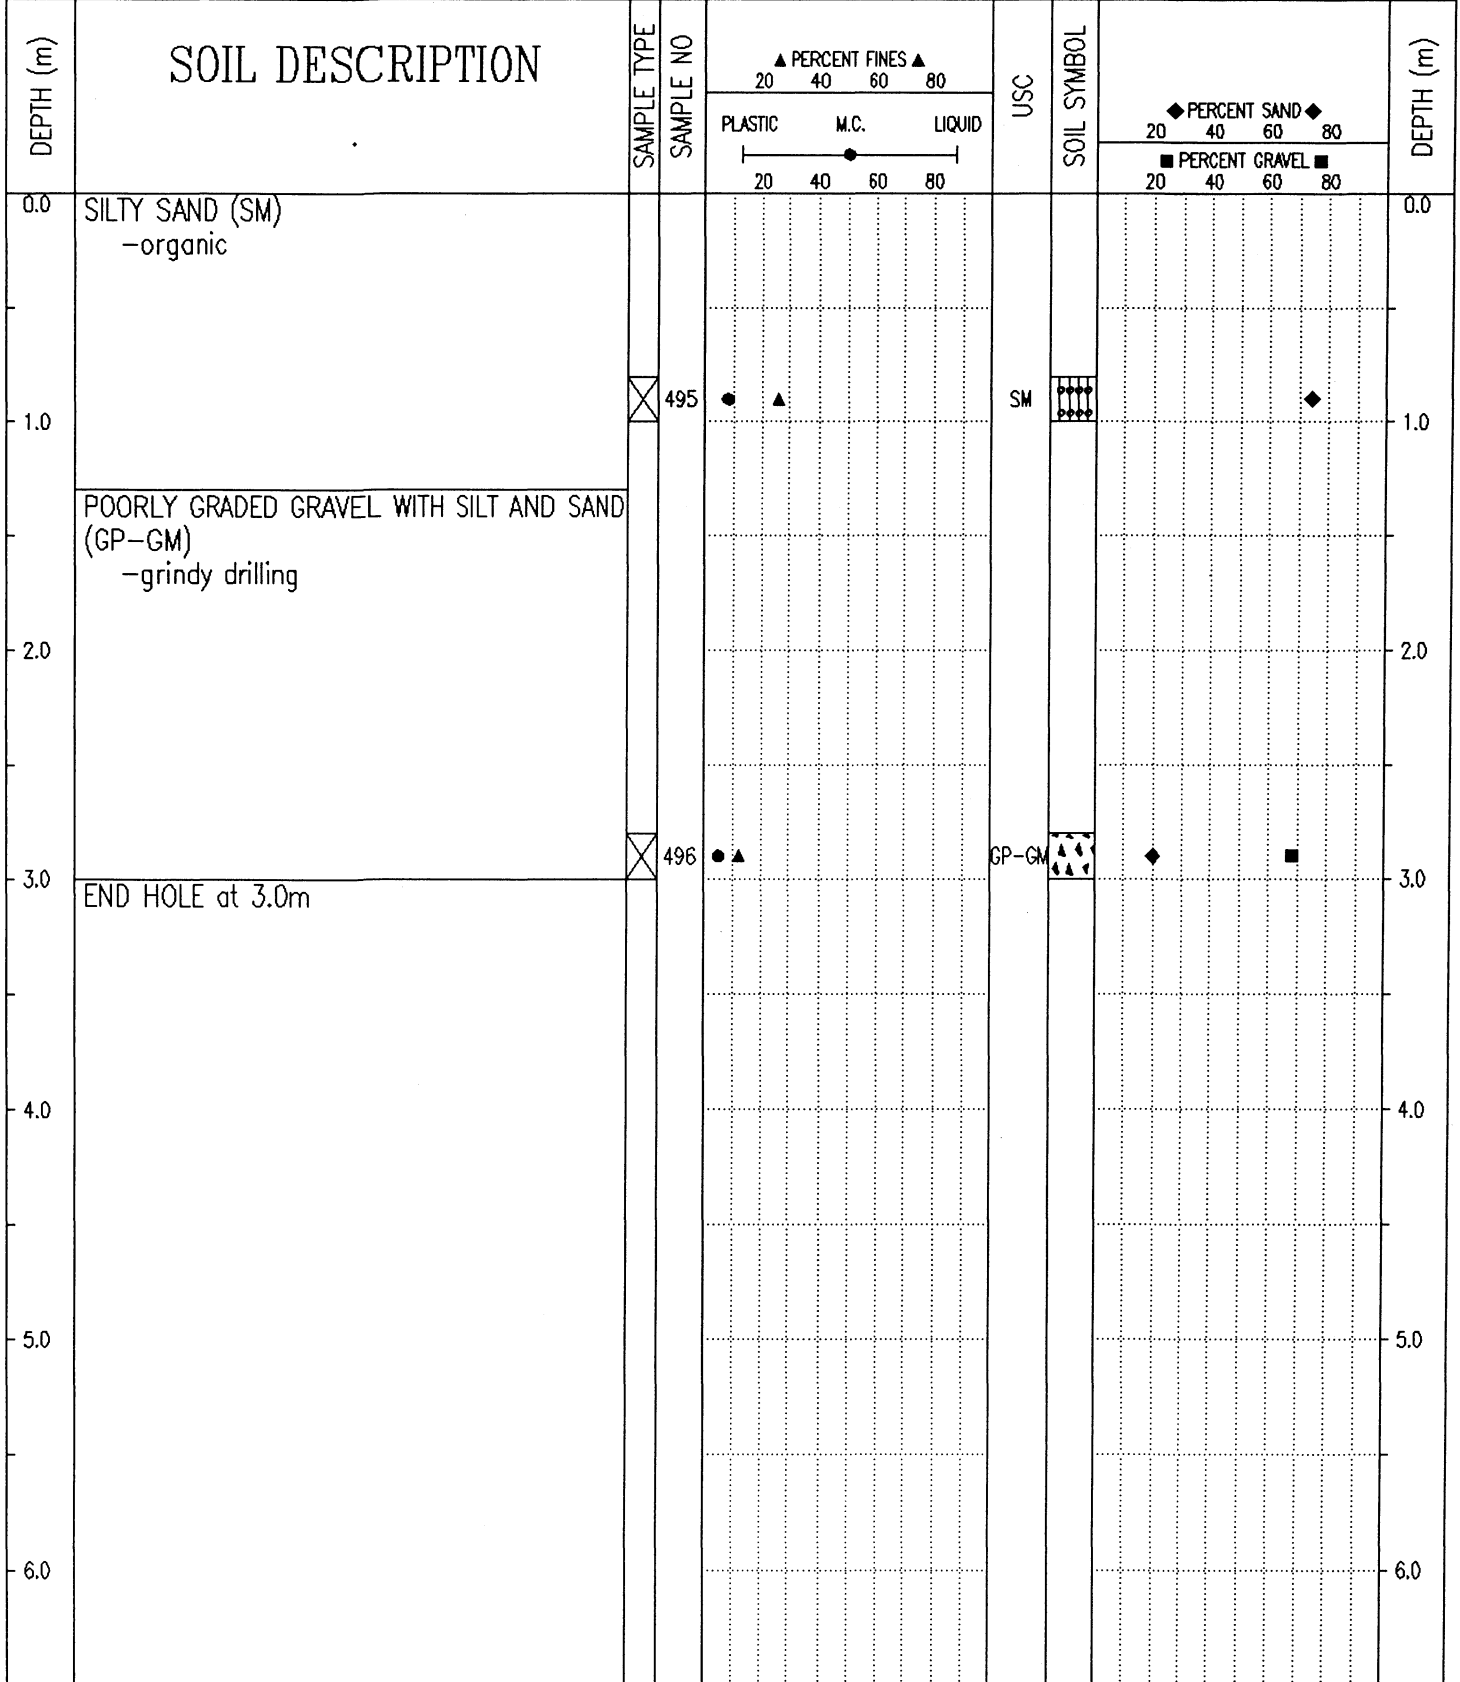 DEPTH (m)
SOIL DESCRIPTION
SAMPLE TYPE
SAMPLE NO
▲ PERCENT FINES ▲
20 40 60 80
PLASTIC M.C. LIQUID
20 40 60 80
USC
SOIL SYMBOL
◆ PERCENT SAND ◆
20 40 60 80
■ PERCENT GRAVEL ■
20 40 60 80
DEPTH (m)
0.0 SILTY SAND (SM) 0.0
-organic
495 SM
1.0 1.0
POORLY GRADED GRAVEL WITH SILT AND SAND
(GP-GM)
-grindy drilling
2.0 2.0
496 GP-GM
3.0 3.0
END HOLE at 3.0m
4.0 4.0
5.0 5.0
6.0 6.0